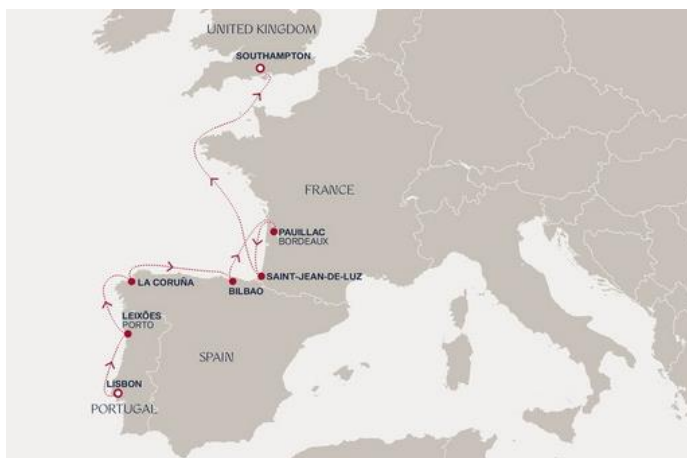 UNITED KINGDOM
SOUTHAMPTON
FRANCE
PAUILLAC
BORDEAUX
SAINT-JEAN-DE-LUZ
LA CORUÑA
BILBAO
LEIXÕES
PORTO
SPAIN
LISBON
PORTUGAL